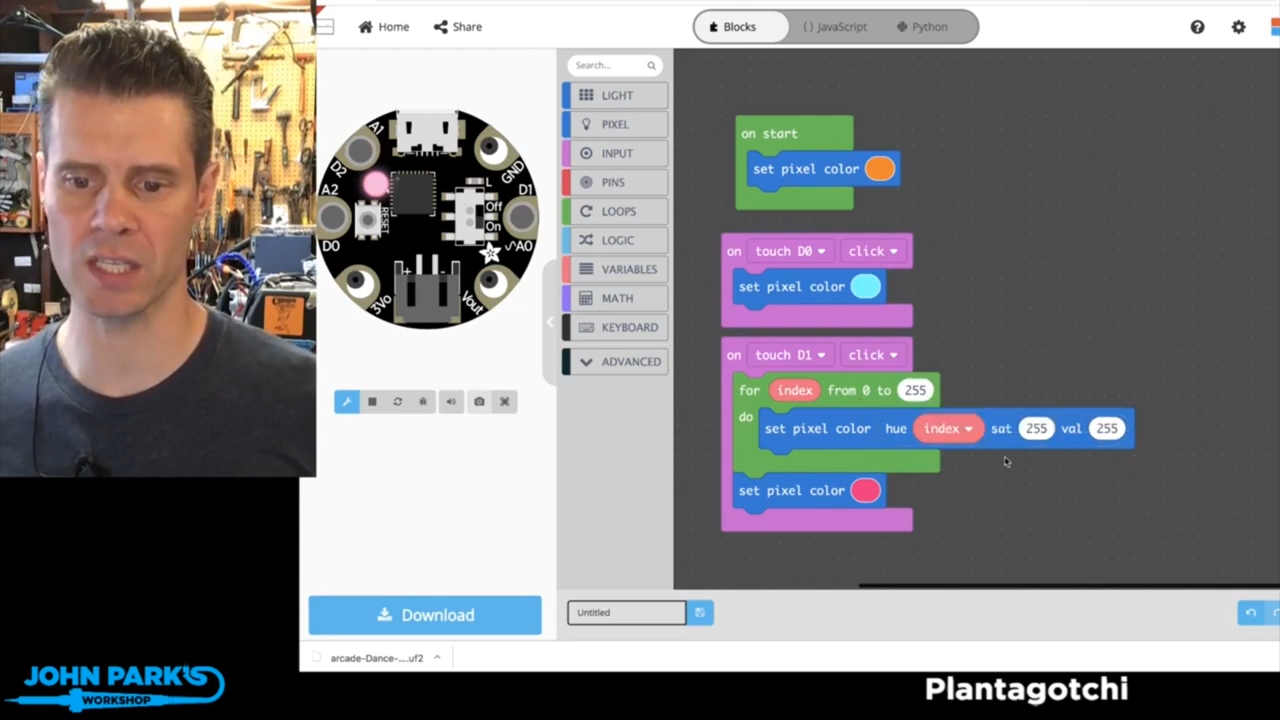 Home
Share
Blocks
{} JavaScript
Python
Search...
LIGHT
PIXEL
INPUT
PINS
LOOPS
LOGIC
VARIABLES
MATH
KEYBOARD
ADVANCED
A1
D2
A2
D0
3Vo
GND
D1
~A0
Vout
L
Off
On
RESET
+
-
on start
set pixel color
on touch D0 click
set pixel color
on touch D1 click
for index from 0 to 255
do set pixel color hue index sat 255 val 255
set pixel color
Download
Untitled
arcade-Dance-....uf2
JOHN PARK'S
WORKSHOP
Plantagotchi